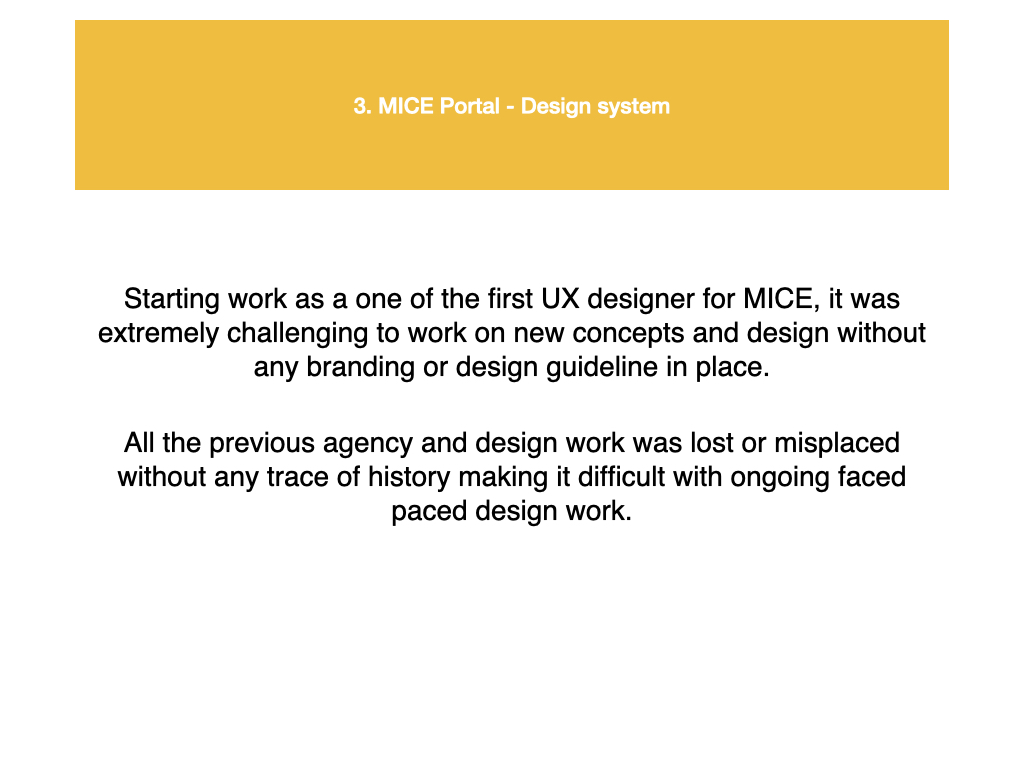 3. MICE Portal - Design system
Starting work as a one of the first UX designer for MICE, it was
extremely challenging to work on new concepts and design without
any branding or design guideline in place.
All the previous agency and design work was lost or misplaced
without any trace of history making it difficult with ongoing faced
paced design work.